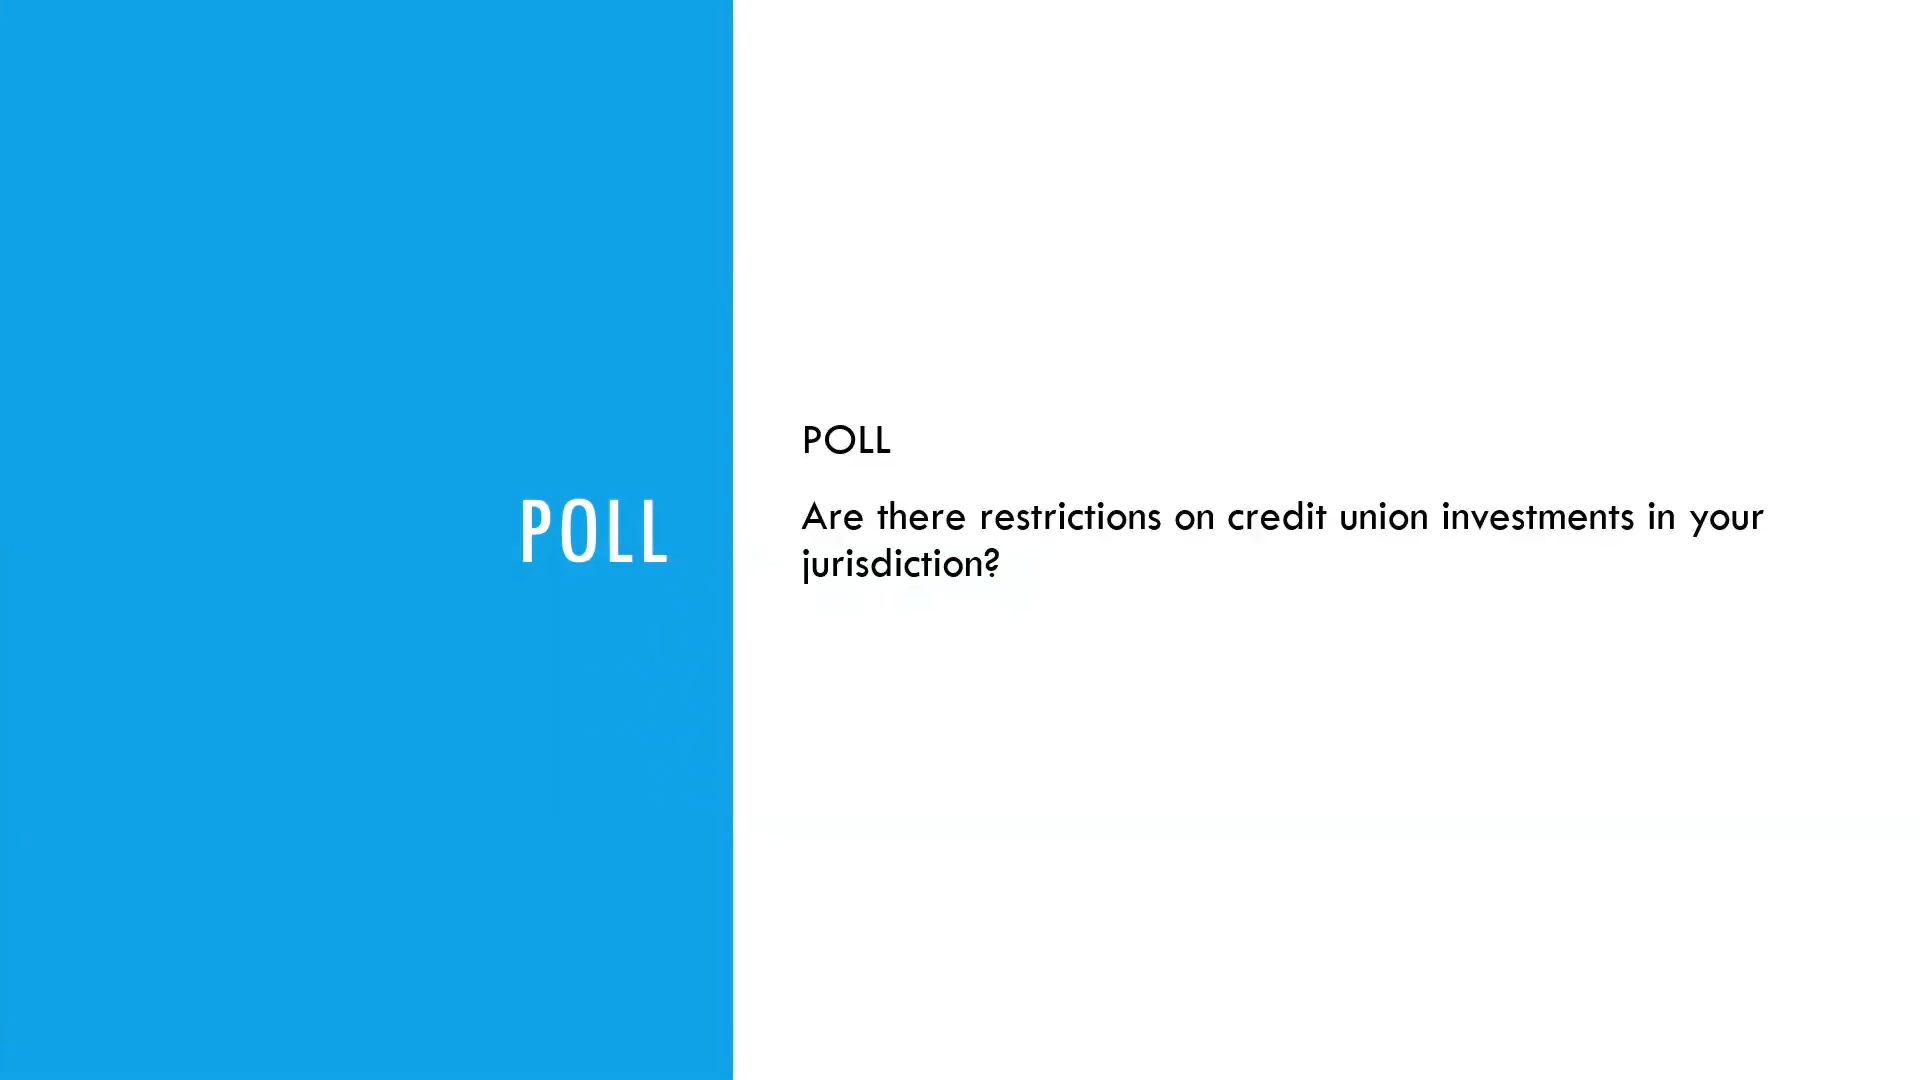 POLL
POLL
Are there restrictions on credit union investments in your
jurisdiction?